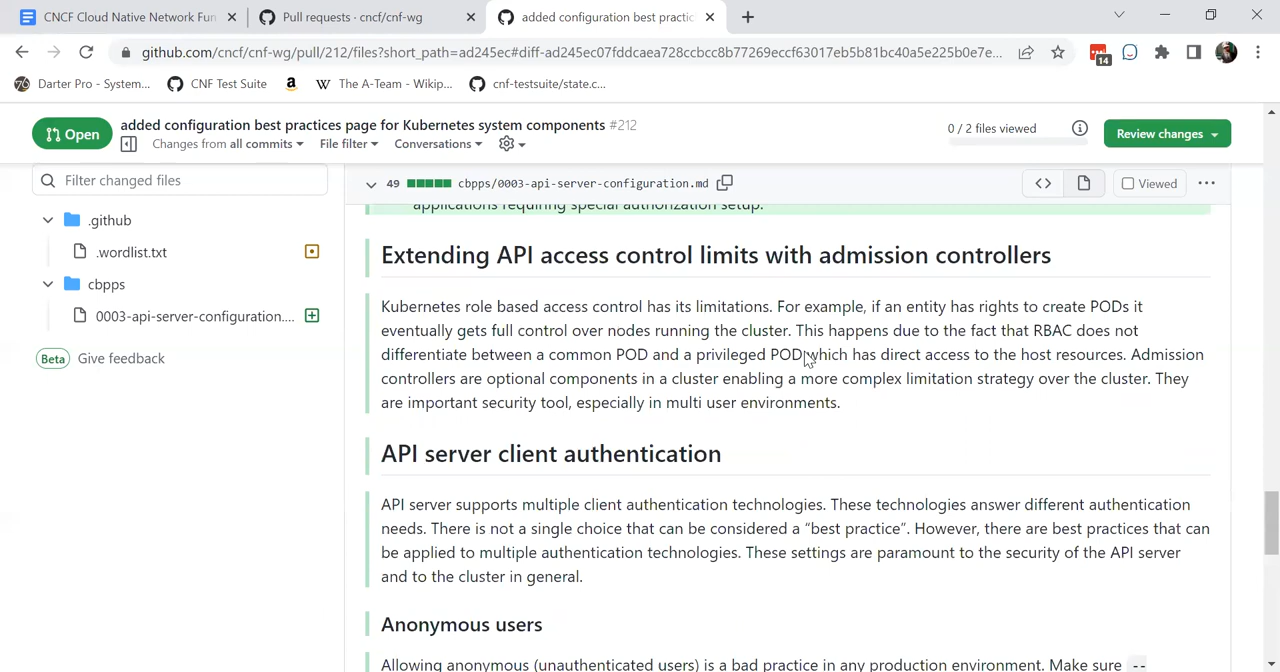 CNCF Cloud Native Network Fun
Pull requests · cncf/cnf-wg
added configuration best practic
github.com/cncf/cnf-wg/pull/212/files?short_path=ad245ec#diff-ad245ec07fddcaea728ccbcc8b77269eccf63017eb5b81bc40a5e225b0e7e...
14
Darter Pro - System...
CNF Test Suite
The A-Team - Wikip...
cnf-testsuite/state.c...
Open
added configuration best practices page for Kubernetes system components #212
Changes from all commits
File filter
Conversations
0 / 2 files viewed
Review changes
Filter changed files
.github
.wordlist.txt
cbpps
0003-api-server-configuration....
Beta Give feedback
49 cbpps/0003-api-server-configuration.md
Viewed
applications requiring special authorization setup.
Extending API access control limits with admission controllers
Kubernetes role based access control has its limitations. For example, if an entity has rights to create PODs it
eventually gets full control over nodes running the cluster. This happens due to the fact that RBAC does not
differentiate between a common POD and a privileged POD which has direct access to the host resources. Admission
controllers are optional components in a cluster enabling a more complex limitation strategy over the cluster. They
are important security tool, especially in multi user environments.
API server client authentication
API server supports multiple client authentication technologies. These technologies answer different authentication
needs. There is not a single choice that can be considered a “best practice”. However, there are best practices that can
be applied to multiple authentication technologies. These settings are paramount to the security of the API server
and to the cluster in general.
Anonymous users
Allowing anonymous (unauthenticated users) is a bad practice in any production environment. Make sure --